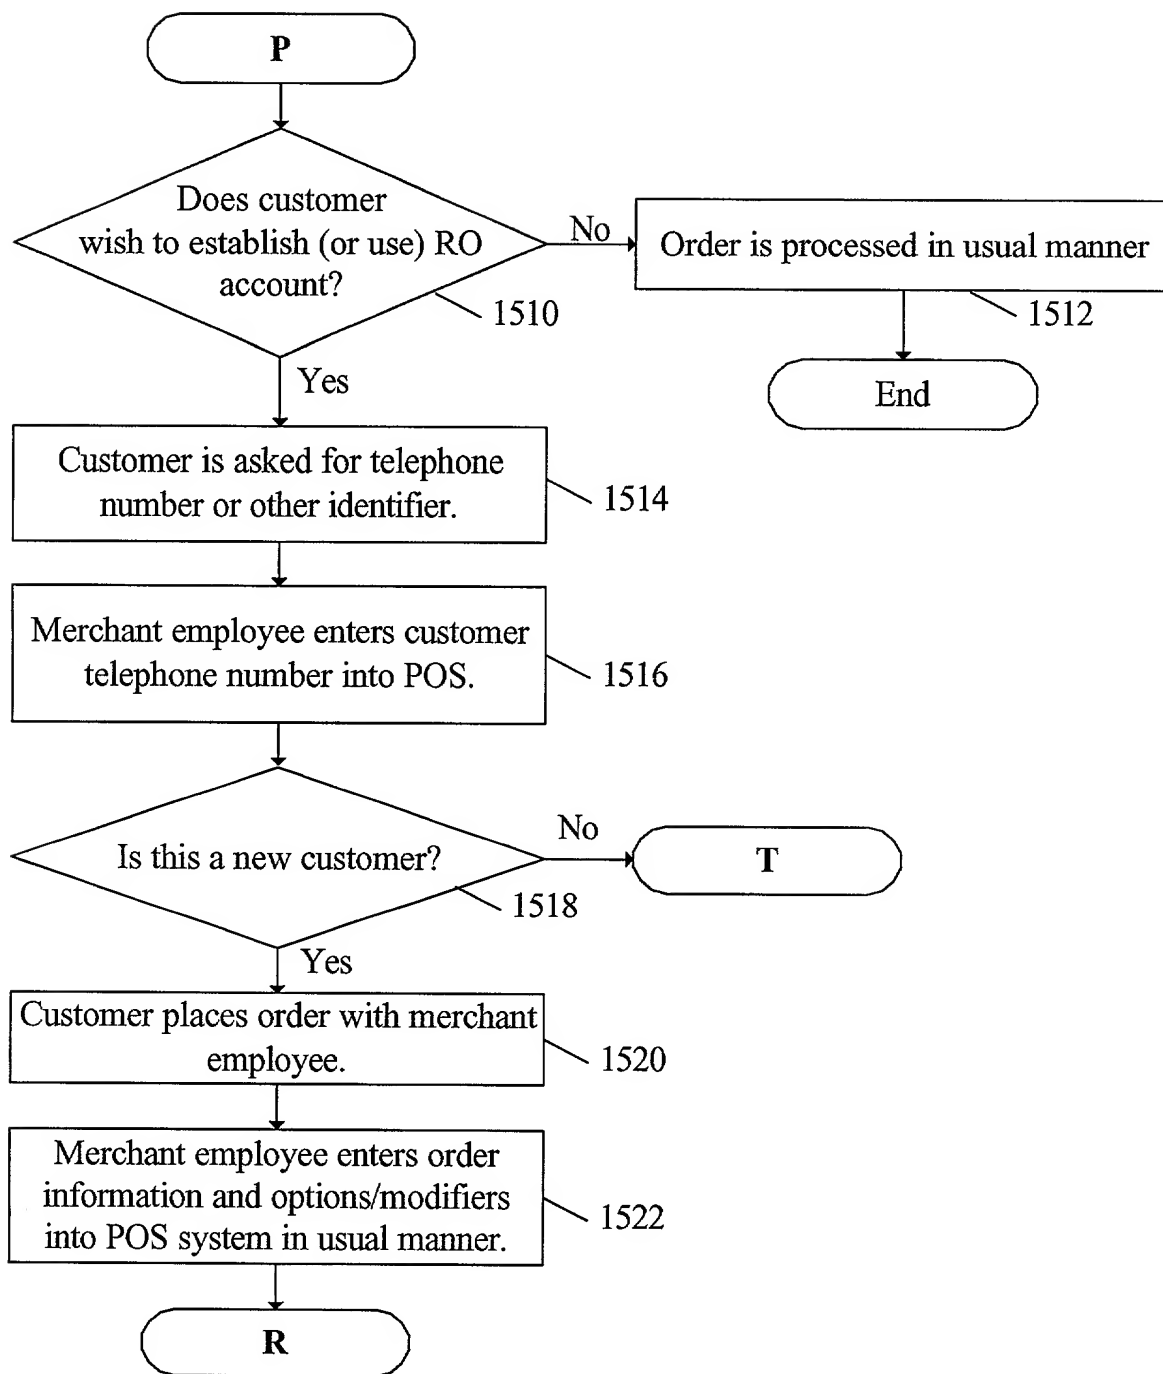 P
Does customer
wish to establish (or use) RO
account?
1510
No
Order is processed in usual manner
1512
End
Yes
Customer is asked for telephone
number or other identifier.
1514
Merchant employee enters customer
telephone number into POS.
1516
Is this a new customer?
1518
No
T
Yes
Customer places order with merchant
employee.
1520
Merchant employee enters order
information and options/modifiers
into POS system in usual manner.
1522
R